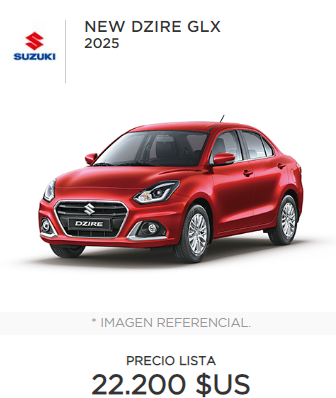 SUZUKI
NEW DZIRE GLX
2025
DZIRE
* IMAGEN REFERENCIAL.
PRECIO LISTA
22.200 $US